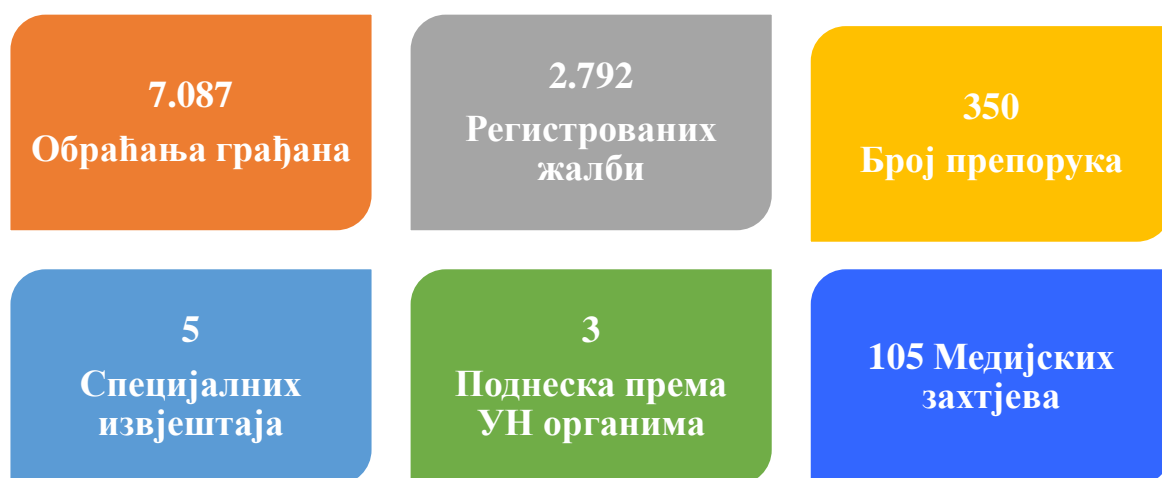 7.087
Обраћања грађана
2.792
Регистрованих
жалби
350
Број препорука
5
Специјалних
извјештаја
3
Поднеска према
УН органима
105 Медијских
захтјева